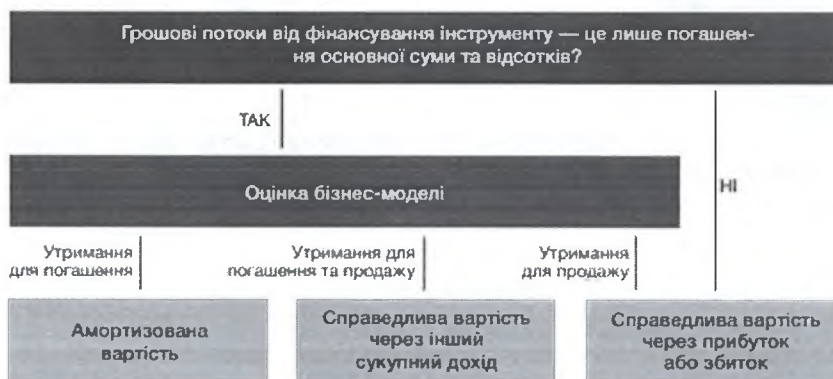 Грошові потоки від фінансування інструменту — це лише погашен-
ня основної суми та відсотків?
ТАК
Оцінка бізнес-моделі
НІ
Утримання
для погашення
Утримання для
погашення та продажу
Утримання
для продажу
Амортизована
вартість
Справедлива вартість
через інший
сукупний дохід
Справедлива вартість
через прибуток
або збиток